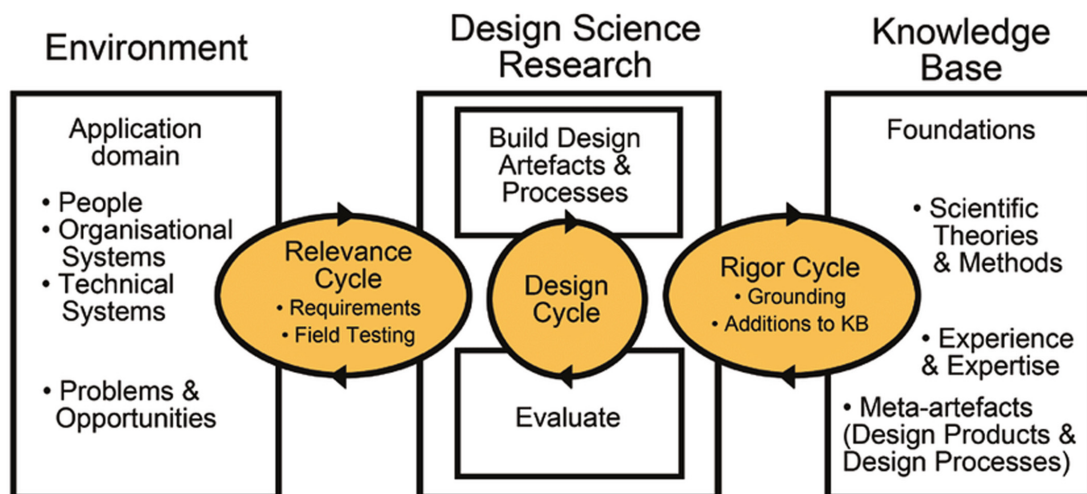 Environment
Application
domain
• People
• Organisational
Systems
• Technical
Systems
• Problems &
Opportunities
Relevance
Cycle
• Requirements
• Field Testing
Design Science
Research
Build Design
Artefacts &
Processes
Design
Cycle
Evaluate
Rigor Cycle
• Grounding
• Additions to KB
Knowledge
Base
Foundations
• Scientific
Theories
& Methods
• Experience
& Expertise
• Meta-artefacts
(Design Products &
Design Processes)